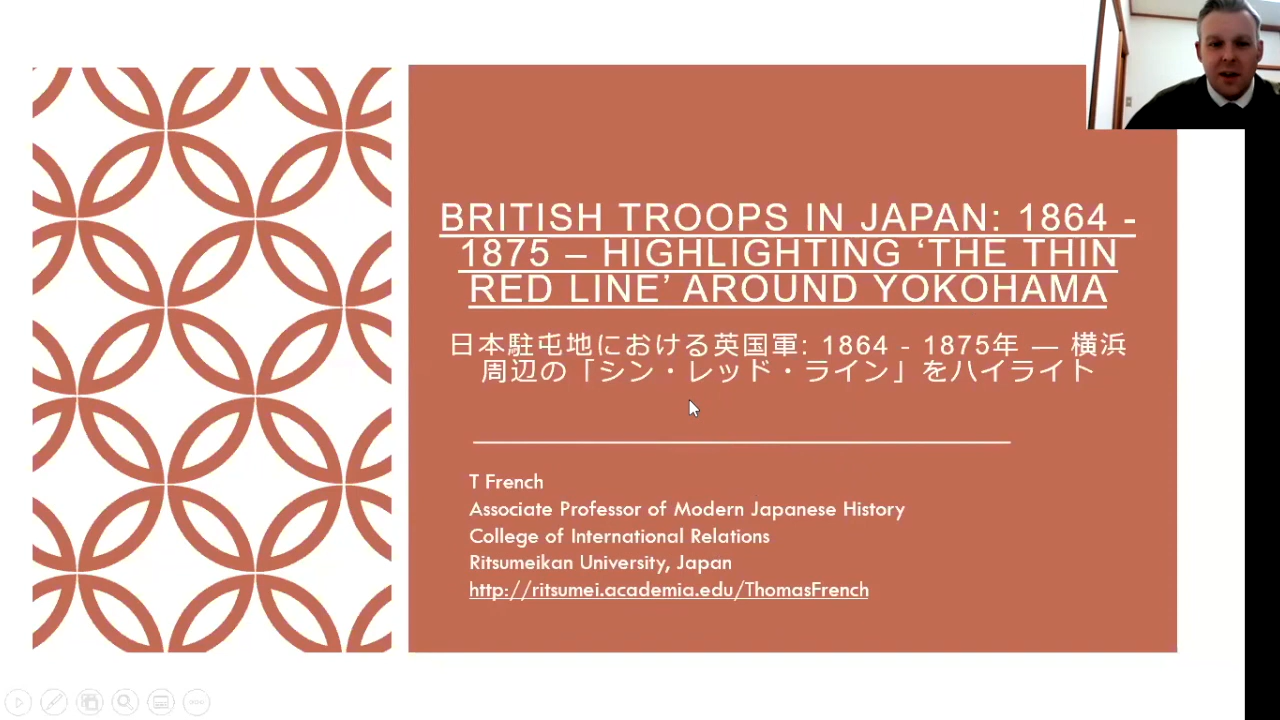 BRITISH TROOPS IN JAPAN: 1864 -
1875 – HIGHLIGHTING ‘THE THIN
RED LINE’ AROUND YOKOHAMA
日本駐屯地における英国軍: 1864 - 1875年 — 横浜
周辺の「シン・レッド・ライン」をハイライト
T French
Associate Professor of Modern Japanese History
College of International Relations
Ritsumeikan University, Japan
http://ritsumei.academia.edu/ThomasFrench